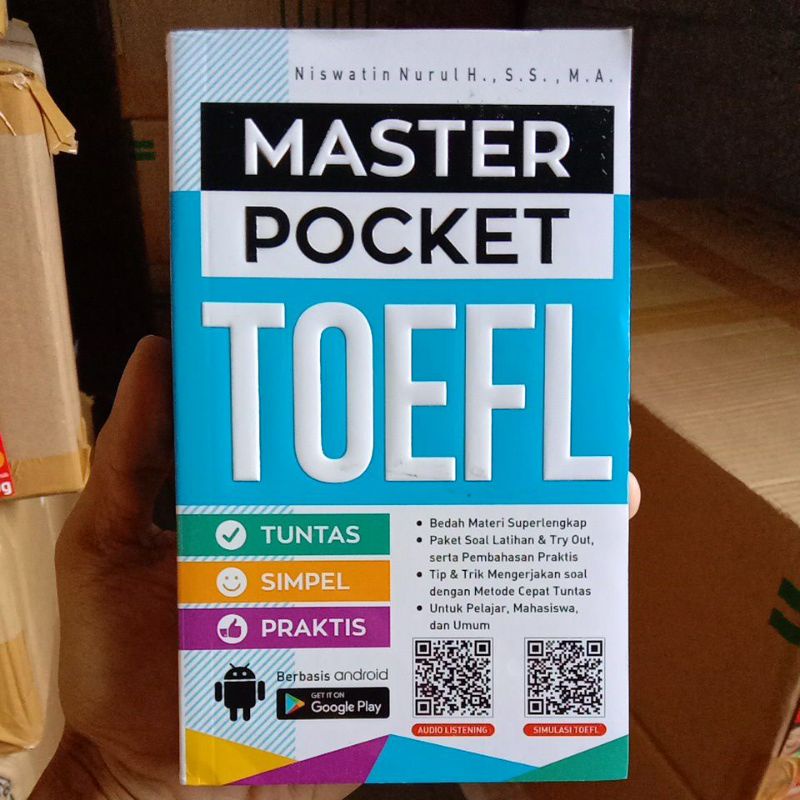 Niswatin Nurul H., S.S., M.A.
MASTER
POCKET
TOEFL
TUNTAS
SIMPEL
PRAKTIS
• Bedah Materi Superlengkap
• Paket Soal Latihan & Try Out,
serta Pembahasan Praktis
• Tip & Trik Mengerjakan soal
dengan Metode Cepat Tuntas
• Untuk Pelajar, Mahasiswa,
dan Umum
Berbasis android
GET IT ON
Google Play
AUDIO LISTENING
SIMULASI TOEFL